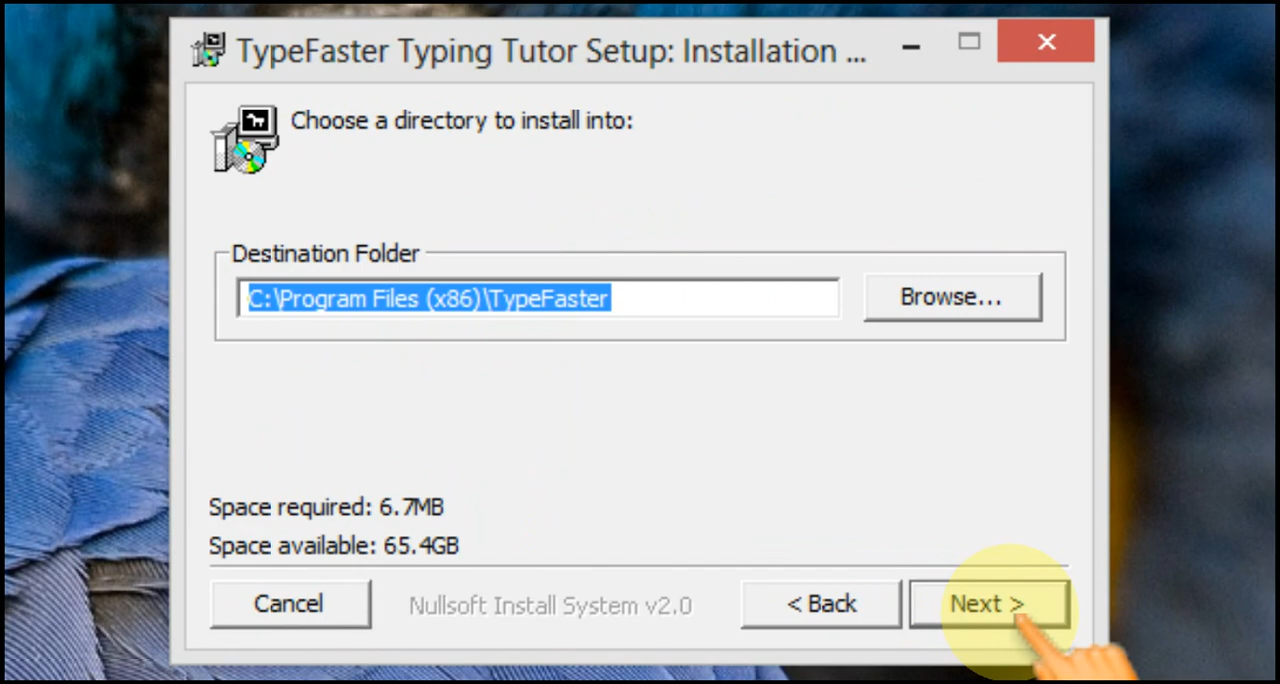 TypeFaster Typing Tutor Setup: Installation ...
Choose a directory to install into:
Destination Folder
C:\Program Files (x86)\TypeFaster
Browse...
Space required: 6.7MB
Space available: 65.4GB
Cancel
Nullsoft Install System v2.0
< Back
Next >